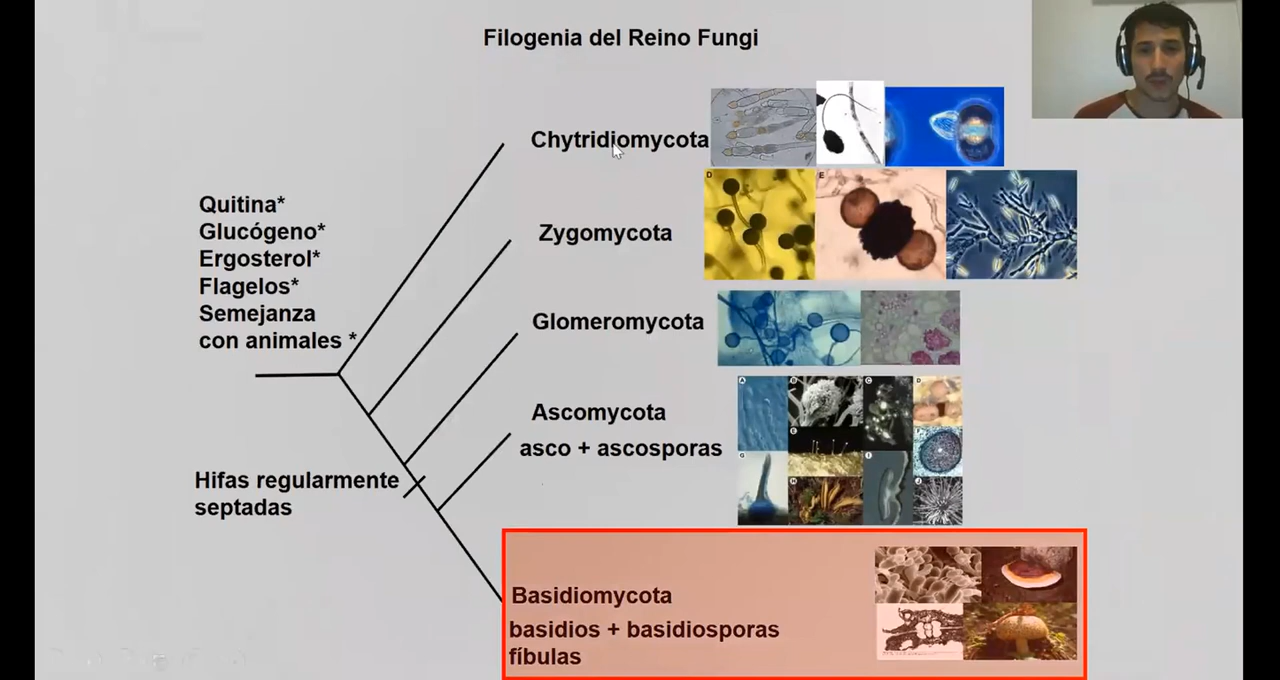 Filogenia del Reino Fungi
Chytridiomycota
Quitina*
Glucógeno*
Ergosterol*
Flagelos*
Semejanza
con animales *
Zygomycota
D
E
Glomeromycota
Ascomycota
asco + ascosporas
A
B
C
D
E
F
G
H
I
J
Hifas regularmente
septadas
Basidiomycota
basidios + basidiosporas
fíbulas